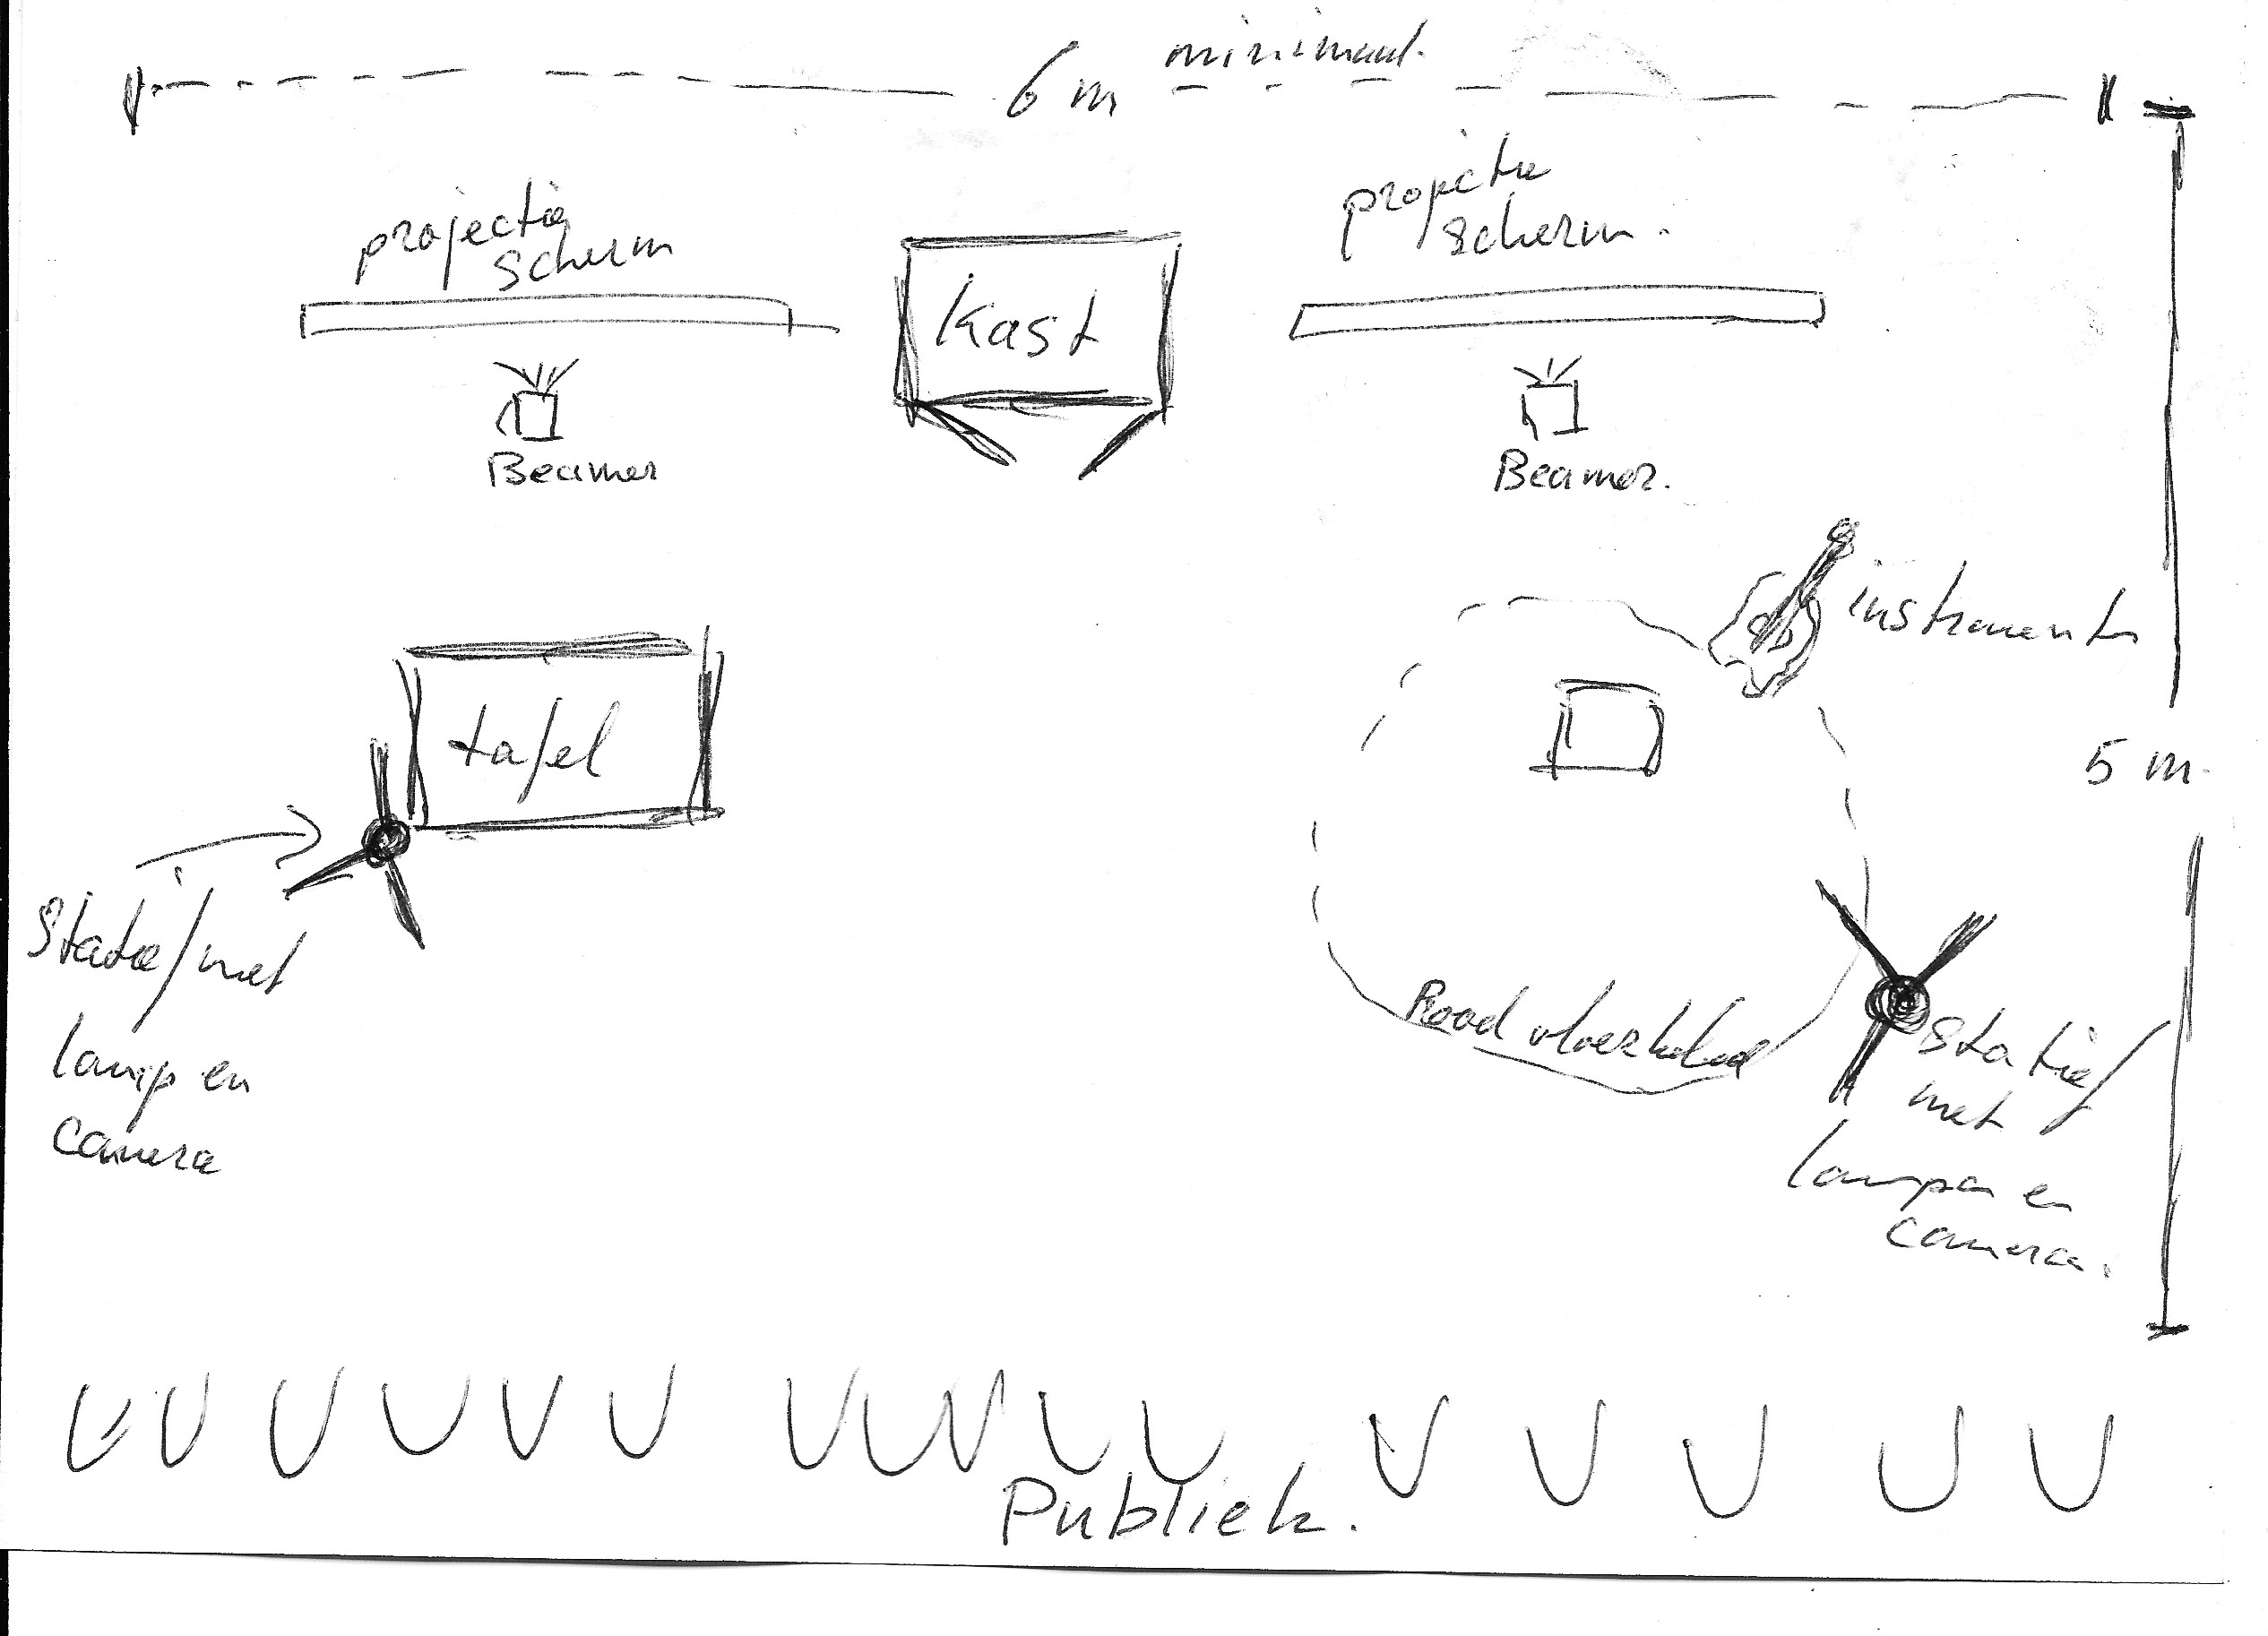 minimaal.
6 m
projectie
scherm
projectie
scherm.
Kast
Beamer
Beamer.
instrument
tafel
5 m.
Statief met
lamp en
camera
Rood vloerkleed
statief
met
lampen en
camera.
Publiek.